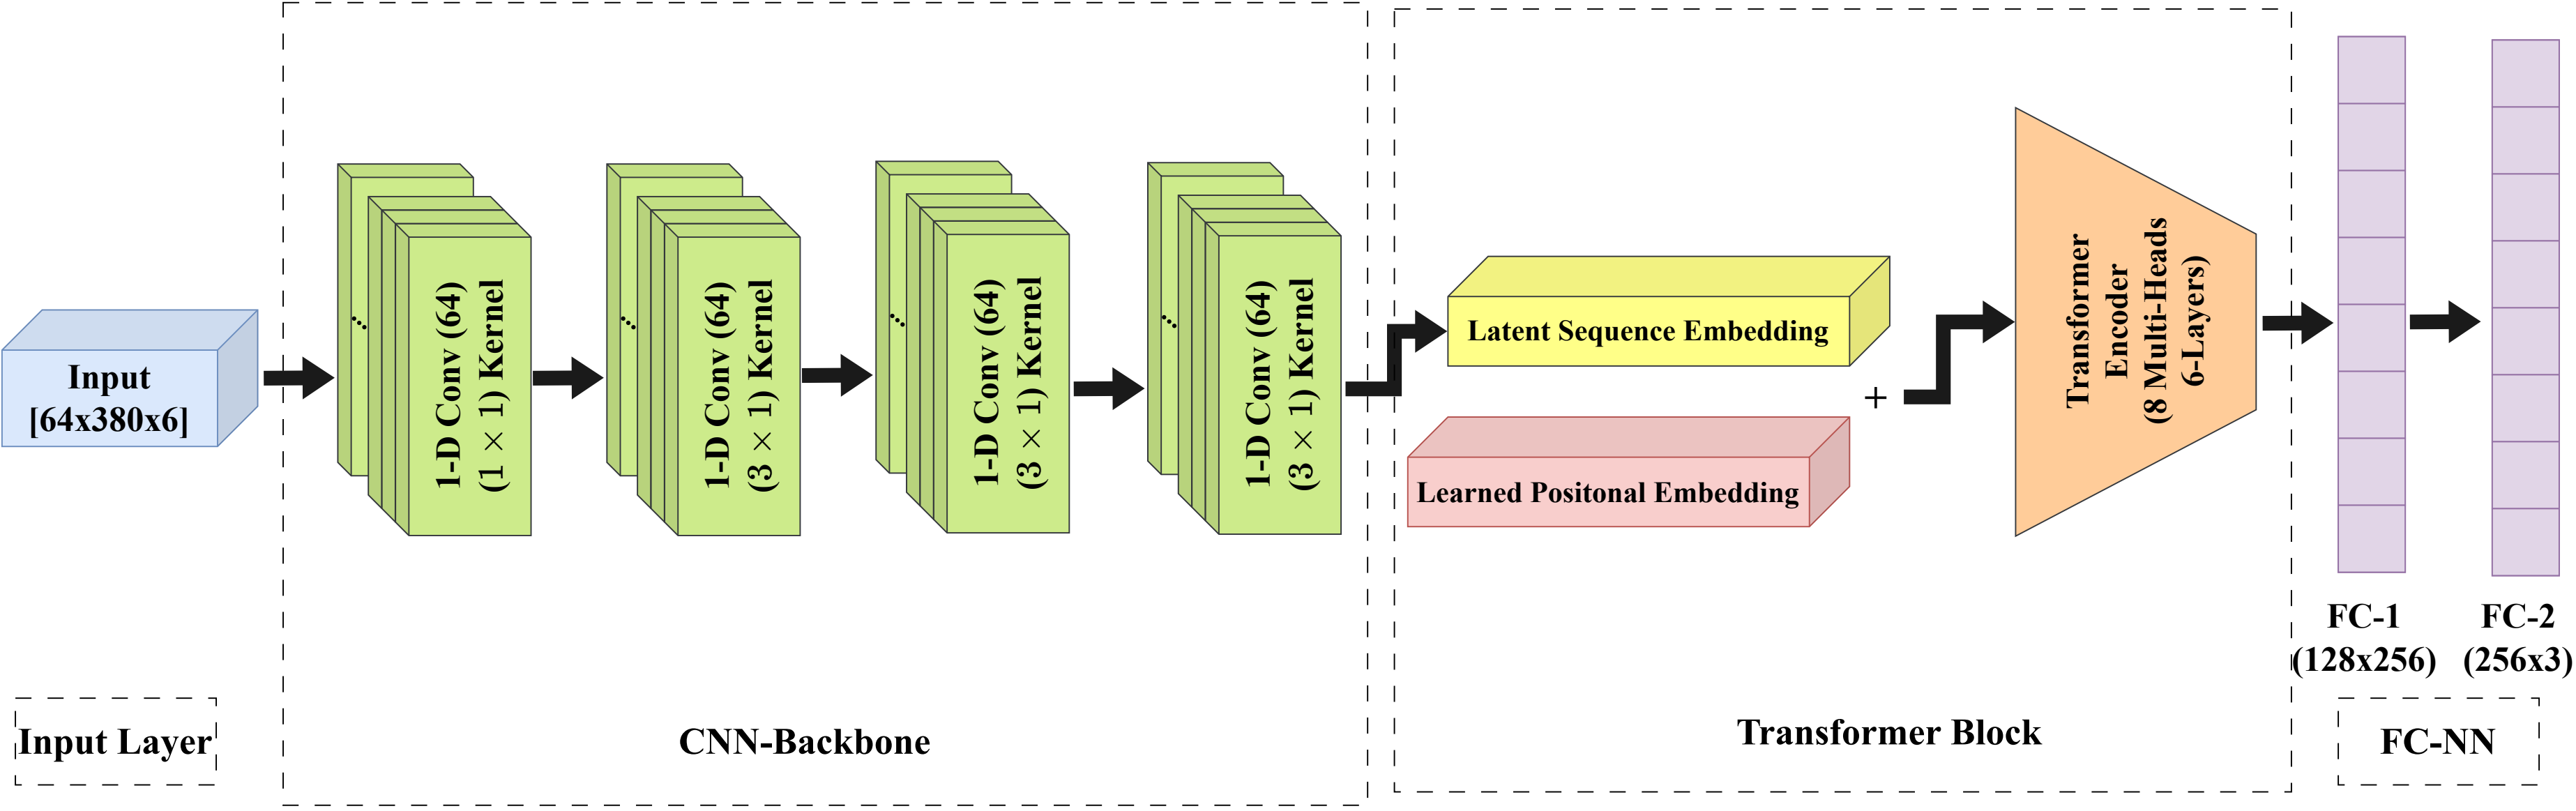 Input
[64x380x6]
Input Layer
1-D Conv (64)
(1 × 1) Kernel
1-D Conv (64)
(3 × 1) Kernel
1-D Conv (64)
(3 × 1) Kernel
1-D Conv (64)
(3 × 1) Kernel
CNN-Backbone
Latent Sequence Embedding
+
Learned Positonal Embedding
Transformer
Encoder
(8 Multi-Heads
6-Layers)
Transformer Block
FC-1
(128x256)
FC-2
(256x3)
FC-NN